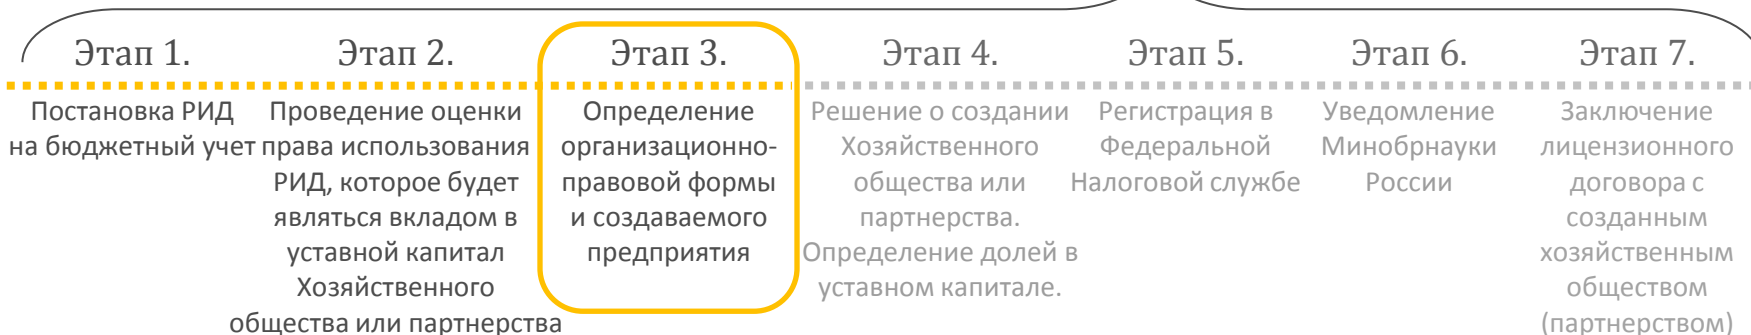 Этап 1.
Постановка РИД
на бюджетный учет
Этап 2.
Проведение оценки
права использования
РИД, которое будет
являться вкладом в
уставной капитал
Хозяйственного
общества или партнерства
Этап 3.
Определение
организационно-
правовой формы
и создаваемого
предприятия
Этап 4.
Решение о создании
Хозяйственного
общества или
партнерства.
Определение долей в
уставном капитале.
Этап 5.
Регистрация в
Федеральной
Налоговой службе
Этап 6.
Уведомление
Минобрнауки
России
Этап 7.
Заключение
лицензионного
договора с
созданным
хозяйственным
обществом
(партнерством)